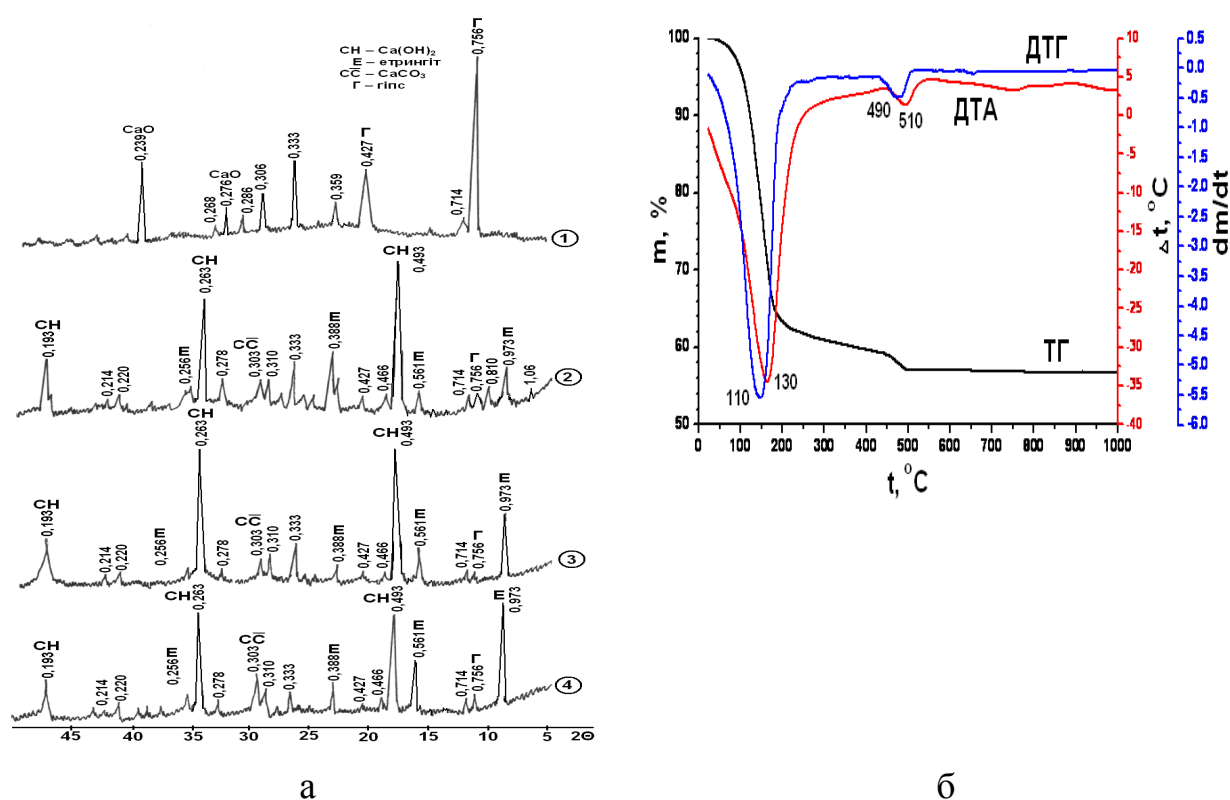 CH – Ca(OH)₂
E – етрингіт
CC̅ – CaCO₃
Г – гіпс
CaO
0,239
0,268
CaO
0,276
0,286
0,306
0,333
0,359
0,427 Г
0,714
0,756 Г
1
CH
0,193
0,214
0,220
0,256 E
CH
0,263
0,278
CC̅
0,303
0,310
0,333
0,388 E
0,427
0,466
CH
0,493
0,561 E
0,714
0,756 Г
0,810
0,973 E
1,06
2
CH
0,193
0,214
0,220
0,256 E
CH
0,263
0,278
CC̅
0,303
0,310
0,333
0,388 E
0,427
0,466
CH
0,493
0,561 E
0,714
0,756 Г
0,973 E
3
CH
0,193
0,214
0,220
0,256 E
CH
0,263
0,278
CC̅
0,303
0,310
0,333
0,388 E
0,427
0,466
CH
0,493
0,561 E
0,714
0,756 Г
E
0,973
4
45 40 35 30 25 20 15 10 5 2Θ
а
m, %
100
90
80
70
60
50
ДТГ
ДТА
ТГ
490
510
110
130
0 100 200 300 400 500 600 700 800 900 1000
t, °C
10
5
0
-5
-10
-15
-20
-25
-30
-35
-40
Δt, °C
0.5
0.0
-0.5
-1.0
-1.5
-2.0
-2.5
-3.0
-3.5
-4.0
-4.5
-5.0
-5.5
-6.0
dm/dt
б